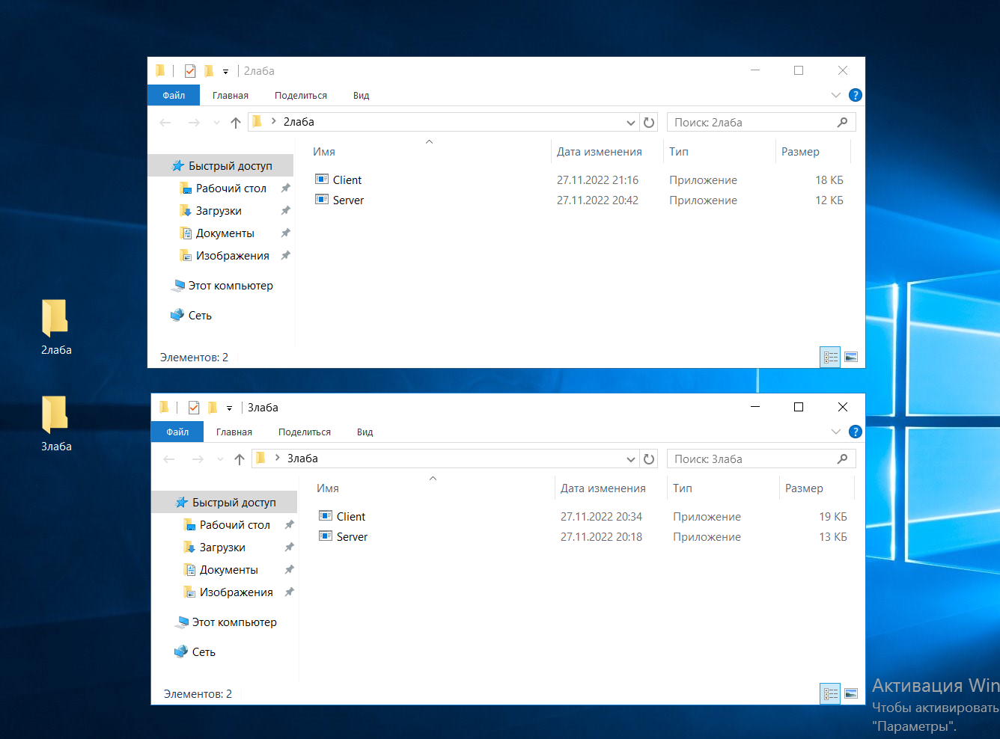 2лаба
Файл Главная Поделиться Вид
2лаба Поиск: 2лаба
Имя Дата изменения Тип Размер
Быстрый доступ
Рабочий стол
Загрузки
Документы
Изображения
Этот компьютер
Сеть
Client 27.11.2022 21:16 Приложение 18 КБ
Server 27.11.2022 20:42 Приложение 12 КБ
Элементов: 2
2лаба
3лаба
3лаба
Файл Главная Поделиться Вид
3лаба Поиск: 3лаба
Имя Дата изменения Тип Размер
Быстрый доступ
Рабочий стол
Загрузки
Документы
Изображения
Этот компьютер
Сеть
Client 27.11.2022 20:34 Приложение 19 КБ
Server 27.11.2022 20:18 Приложение 13 КБ
Элементов: 2
Активация Win
Чтобы активировать
"Параметры".